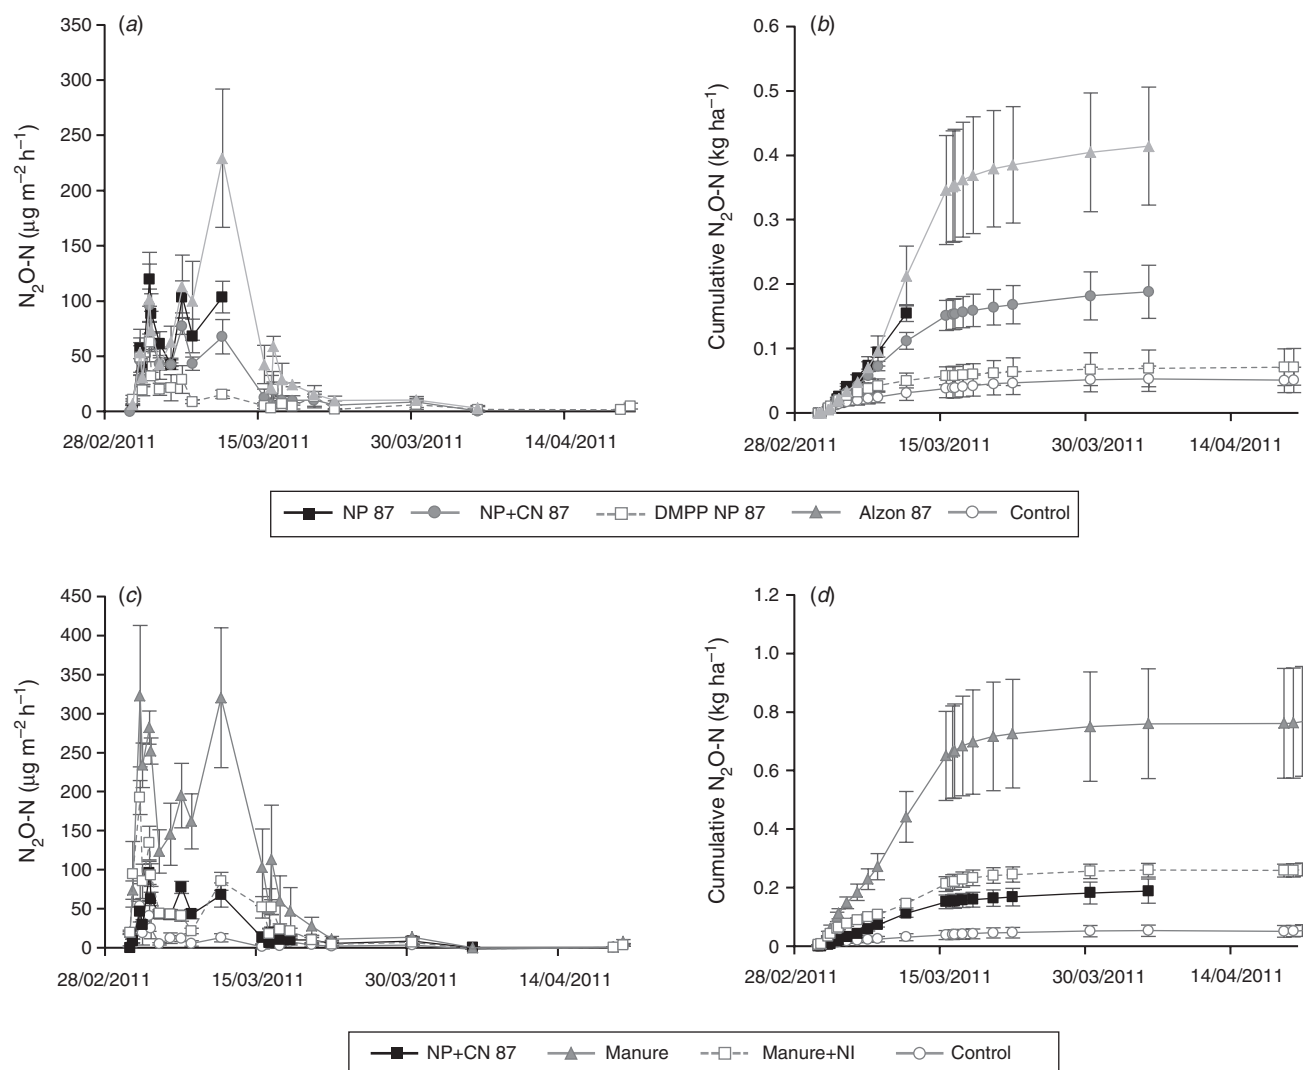 (a)
N₂O-N (µg m⁻² h⁻¹)
350
300
250
200
150
100
50
0
28/02/2011 15/03/2011 30/03/2011 14/04/2011
(b)
Cumulative N₂O-N (kg ha⁻¹)
0.6
0.5
0.4
0.3
0.2
0.1
0
28/02/2011 15/03/2011 30/03/2011 14/04/2011
NP 87 NP+CN 87 DMPP NP 87 Alzon 87 Control
(c)
N₂O-N (µg m⁻² h⁻¹)
450
400
350
300
250
200
150
100
50
0
28/02/2011 15/03/2011 30/03/2011 14/04/2011
(d)
Cumulative N₂O-N (kg ha⁻¹)
1.2
1.0
0.8
0.6
0.4
0.2
0
28/02/2011 15/03/2011 30/03/2011 14/04/2011
NP+CN 87 Manure Manure+NI Control